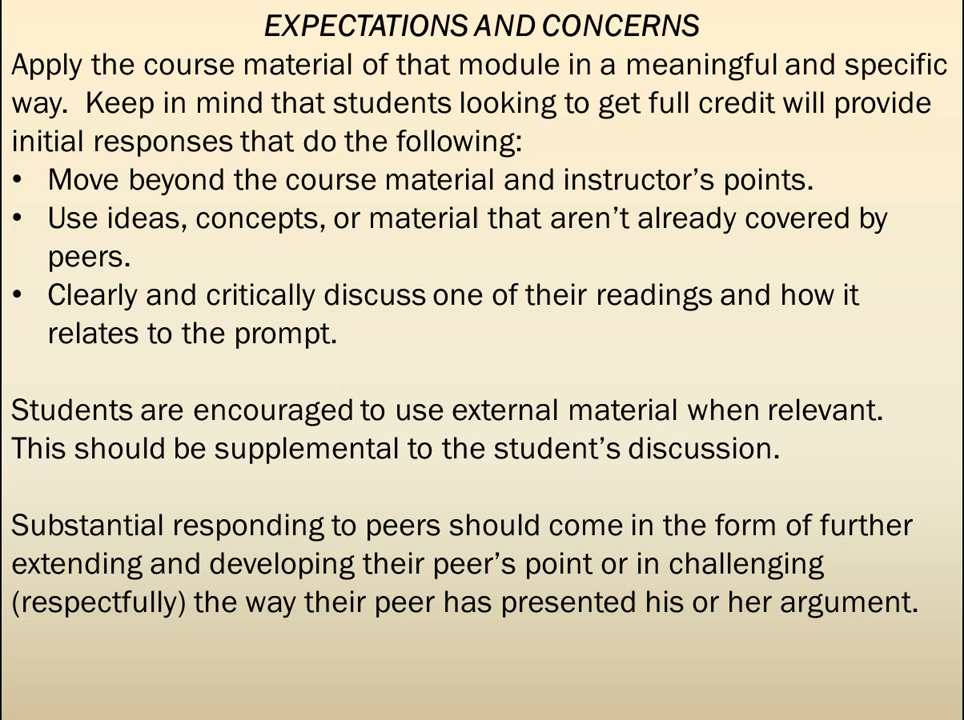 EXPECTATIONS AND CONCERNS
Apply the course material of that module in a meaningful and specific
way.  Keep in mind that students looking to get full credit will provide
initial responses that do the following:
• Move beyond the course material and instructor’s points.
• Use ideas, concepts, or material that aren’t already covered by
peers.
• Clearly and critically discuss one of their readings and how it
relates to the prompt.
Students are encouraged to use external material when relevant.
This should be supplemental to the student’s discussion.
Substantial responding to peers should come in the form of further
extending and developing their peer’s point or in challenging
(respectfully) the way their peer has presented his or her argument.